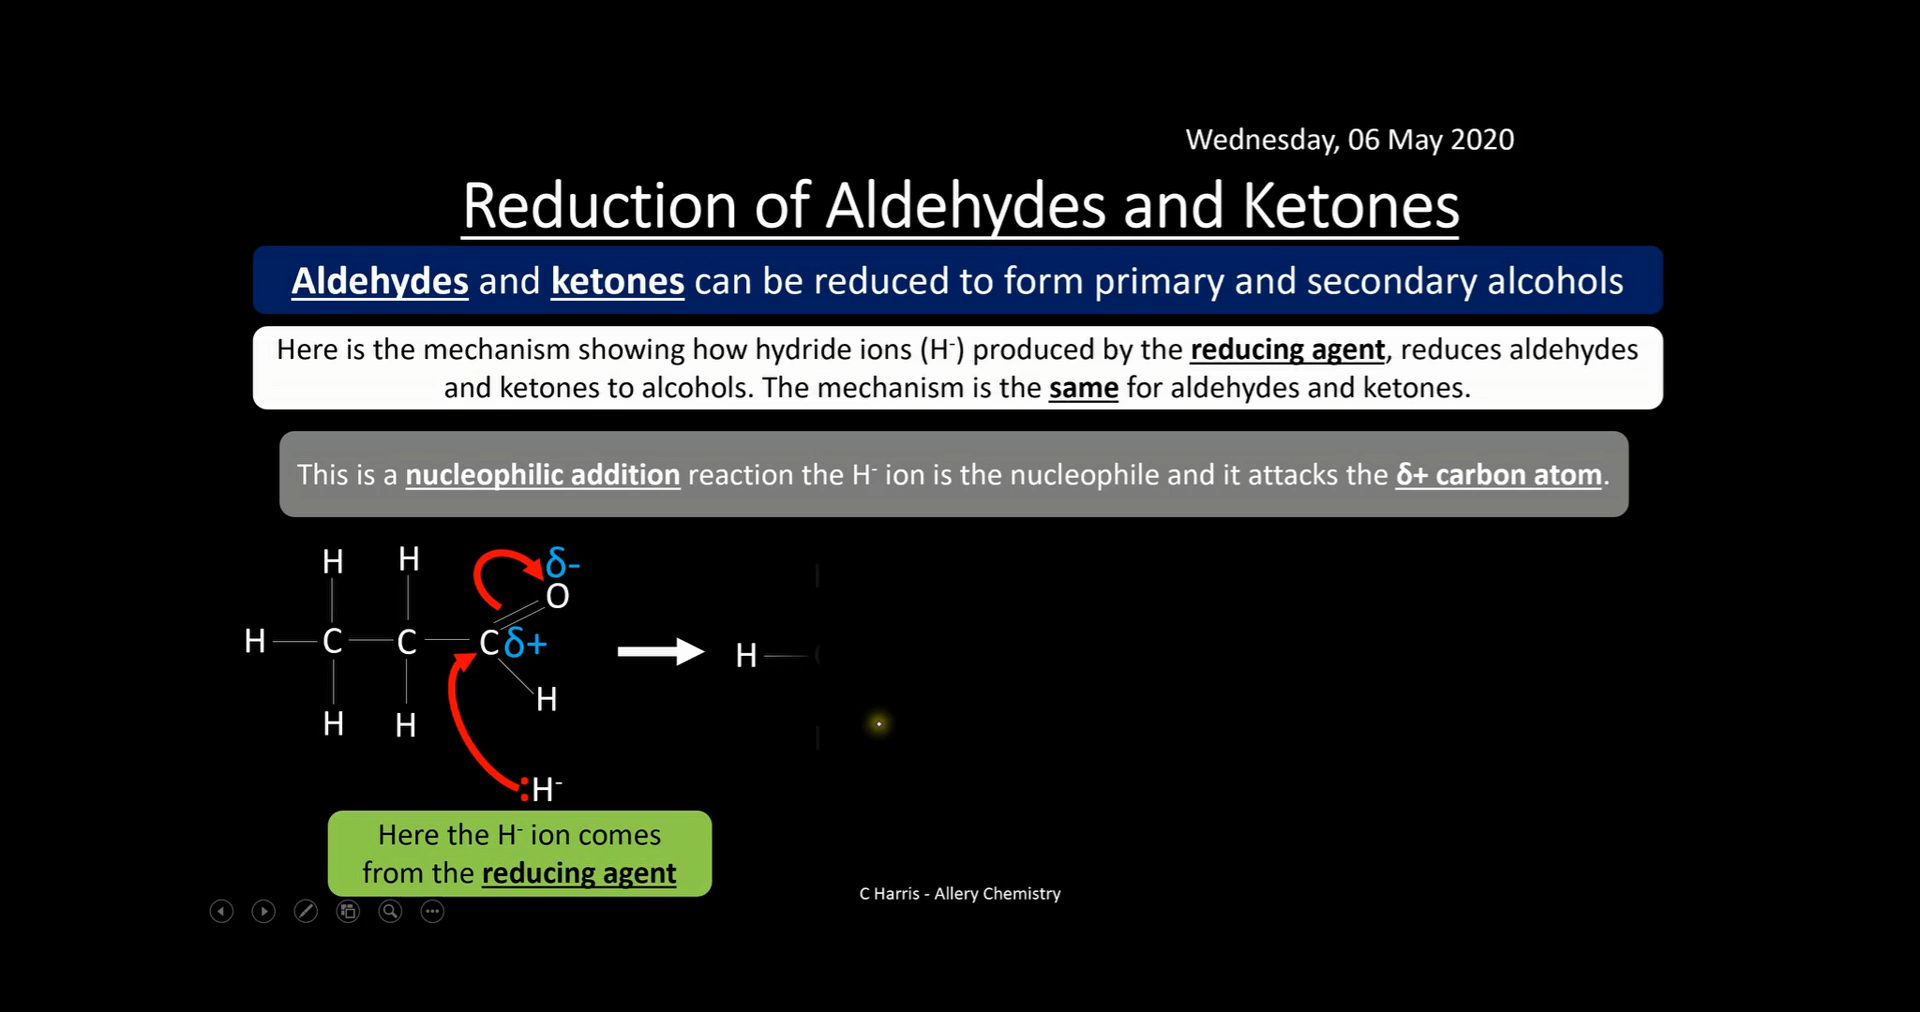 Wednesday, 06 May 2020
Reduction of Aldehydes and Ketones
Aldehydes and ketones can be reduced to form primary and secondary alcohols
Here is the mechanism showing how hydride ions (H⁻) produced by the reducing agent, reduces aldehydes
and ketones to alcohols. The mechanism is the same for aldehydes and ketones.
This is a nucleophilic addition reaction the H⁻ ion is the nucleophile and it attacks the δ+ carbon atom.
H H δ-
O
H C C C δ+ H
H
H H
:H⁻
Here the H⁻ ion comes
from the reducing agent
C Harris - Allery Chemistry